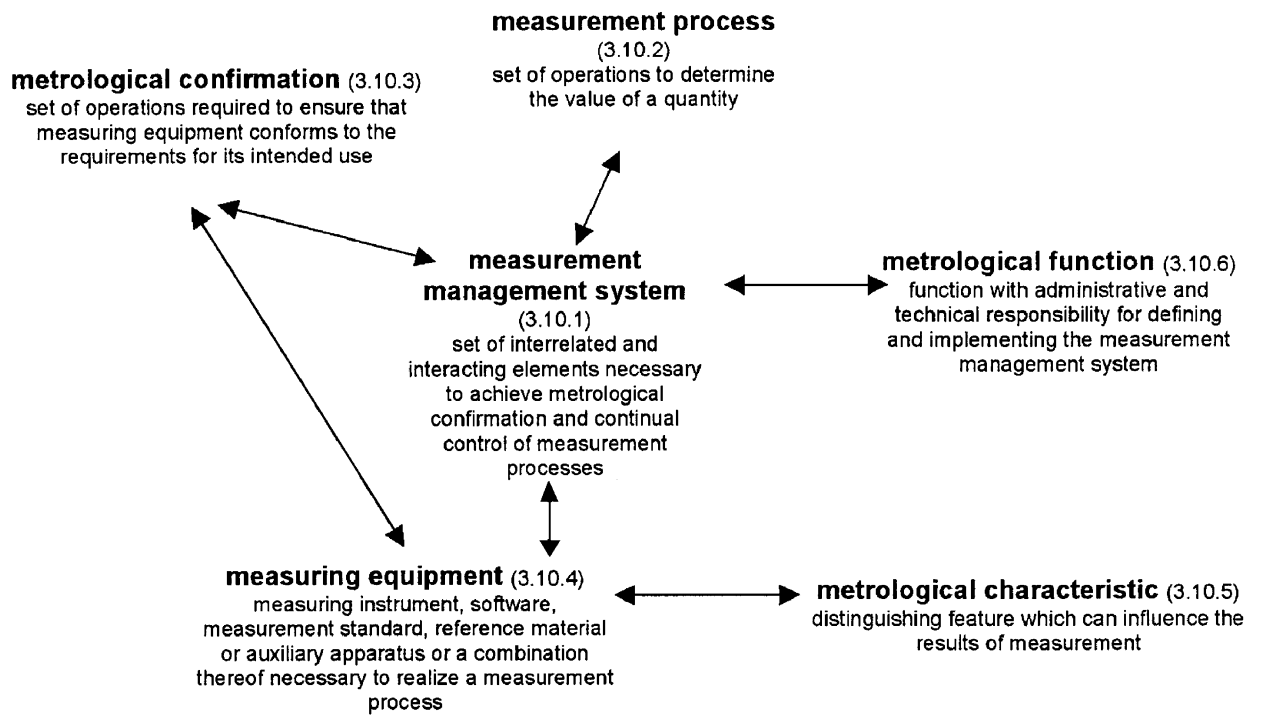 measurement process
(3.10.2)
set of operations to determine
the value of a quantity
metrological confirmation (3.10.3)
set of operations required to ensure that
measuring equipment conforms to the
requirements for its intended use
measurement
management system
(3.10.1)
set of interrelated and
interacting elements necessary
to achieve metrological
confirmation and continual
control of measurement
processes
metrological function (3.10.6)
function with administrative and
technical responsibility for defining
and implementing the measurement
management system
measuring equipment (3.10.4)
measuring instrument, software,
measurement standard, reference material
or auxiliary apparatus or a combination
thereof necessary to realize a measurement
process
metrological characteristic (3.10.5)
distinguishing feature which can influence the
results of measurement